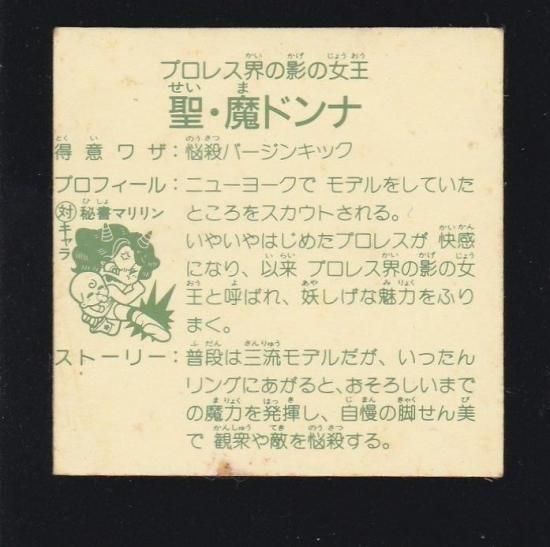 プロレス界の影の女王
聖・魔ドンナ
得意ワザ：悩殺バージンキック
プロフィール：ニューヨークで モデルをしていた
ところをスカウトされる。
いやいやはじめたプロレスが 快感
になり、以来 プロレス界の影の女
王と呼ばれ、妖しげな魅力をふり
まく。
対キャラ 秘書マリリン
ストーリー：普段は三流モデルだが、いったん
リングにあがると、おそろしいまで
の魔力を発揮し、自慢の脚せん美
で 観衆や敵を悩殺する。